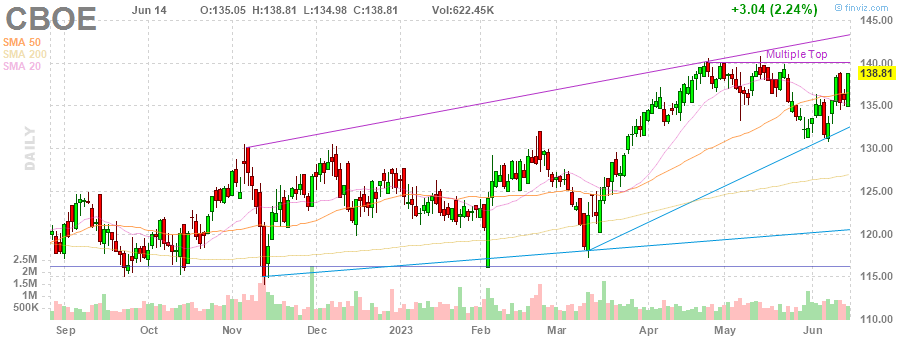 CBOE Jun 14 O:135.05 H:138.81 L:134.98 C:138.81 Vol:622.45K +3.04 (2.24%) finviz.com
SMA 50
SMA 200
SMA 20
DAILY
Multiple Top
145.00
140.00
138.81
135.00
130.00
125.00
120.00
115.00
110.00
2.5M
2M
1.5M
1M
500K
Sep Oct Nov Dec 2023 Feb Mar Apr May Jun